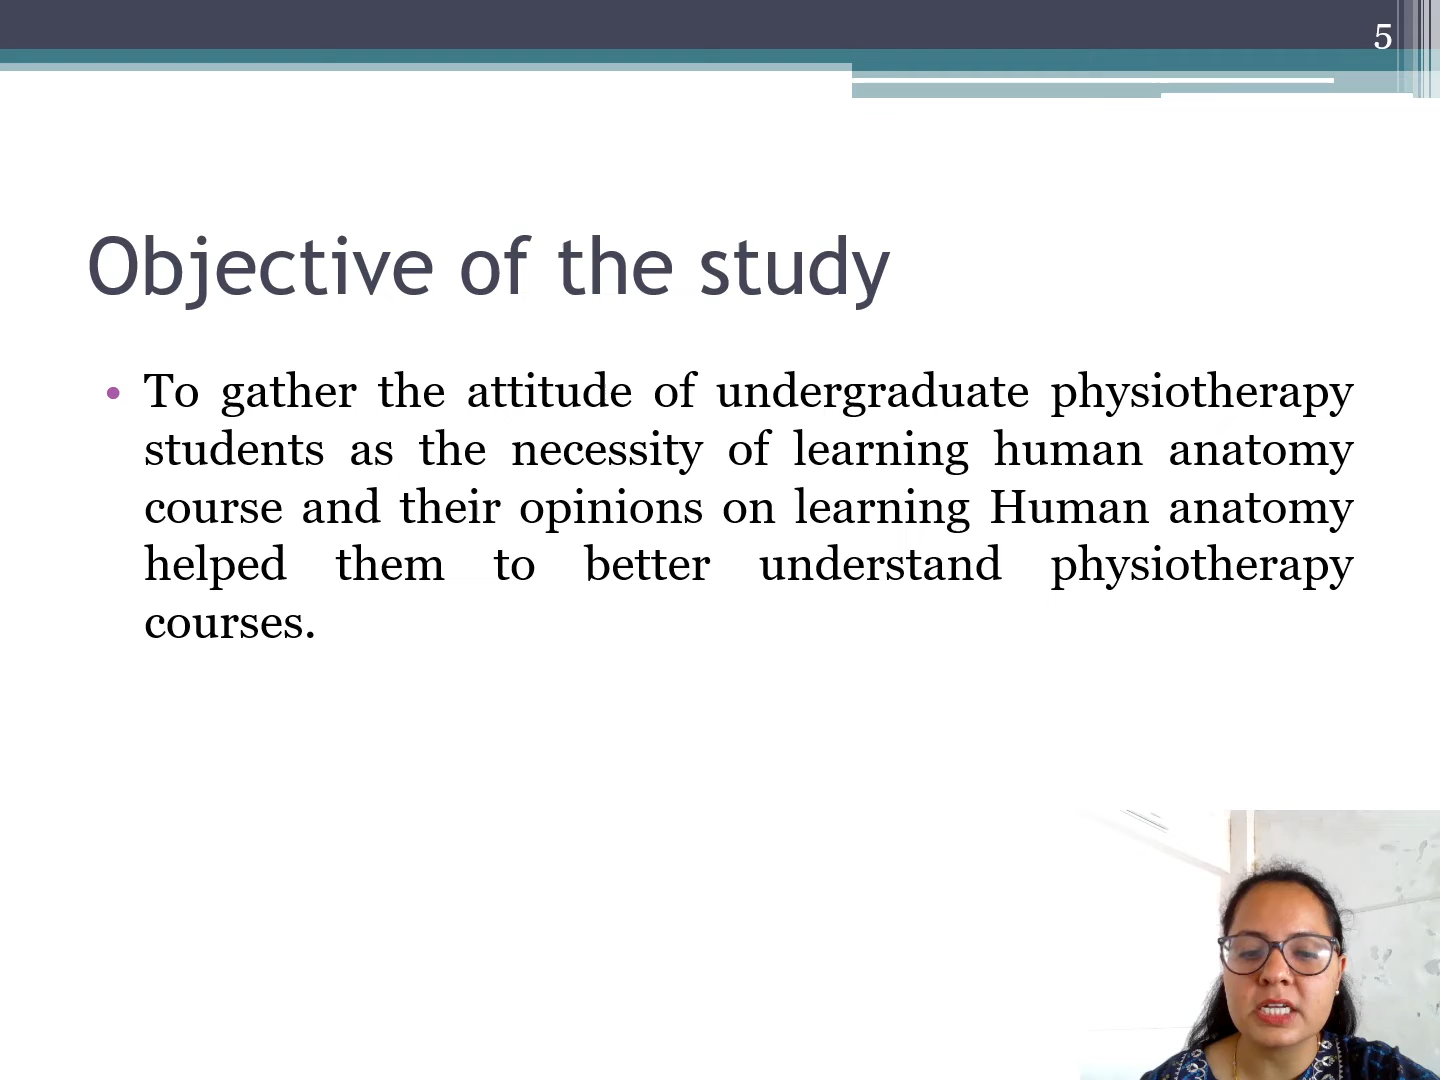 5
Objective of the study
• To gather the attitude of undergraduate physiotherapy
students as the necessity of learning human anatomy
course and their opinions on learning Human anatomy
helped them to better understand physiotherapy
courses.